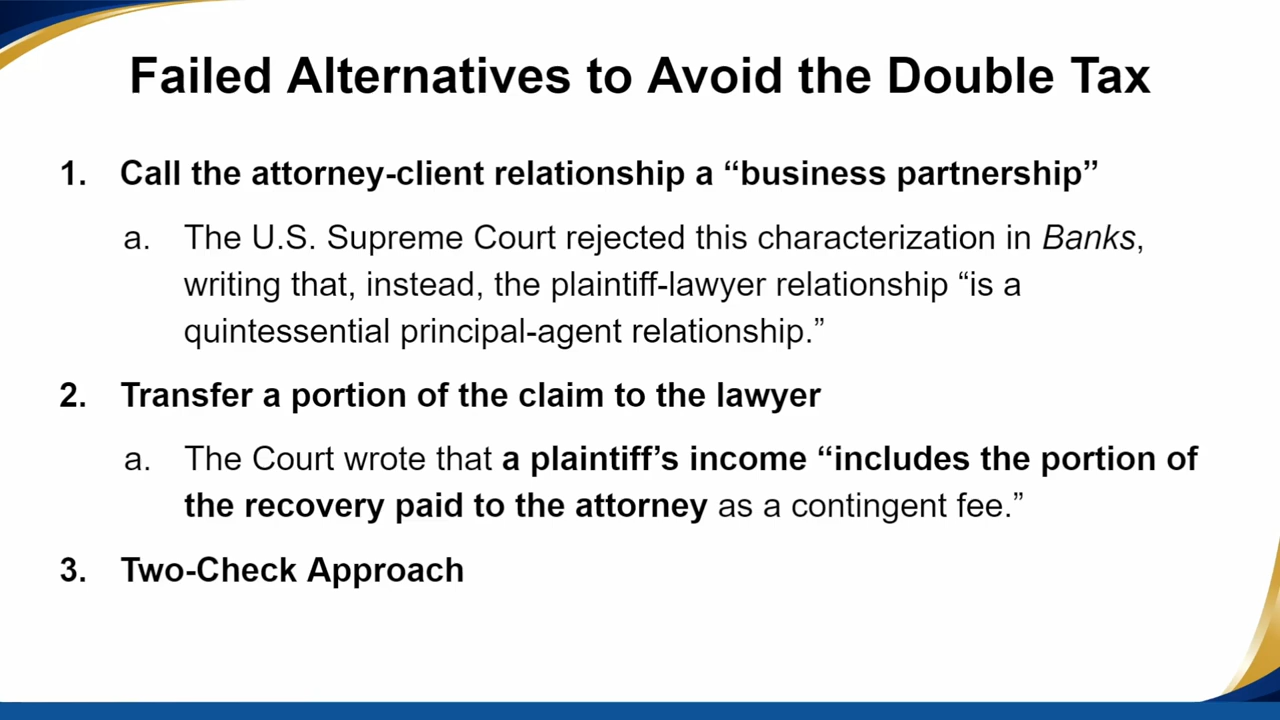 Failed Alternatives to Avoid the Double Tax
1. Call the attorney-client relationship a “business partnership”
a. The U.S. Supreme Court rejected this characterization in Banks,
writing that, instead, the plaintiff-lawyer relationship “is a
quintessential principal-agent relationship.”
2. Transfer a portion of the claim to the lawyer
a. The Court wrote that a plaintiff’s income “includes the portion of
the recovery paid to the attorney as a contingent fee.”
3. Two-Check Approach